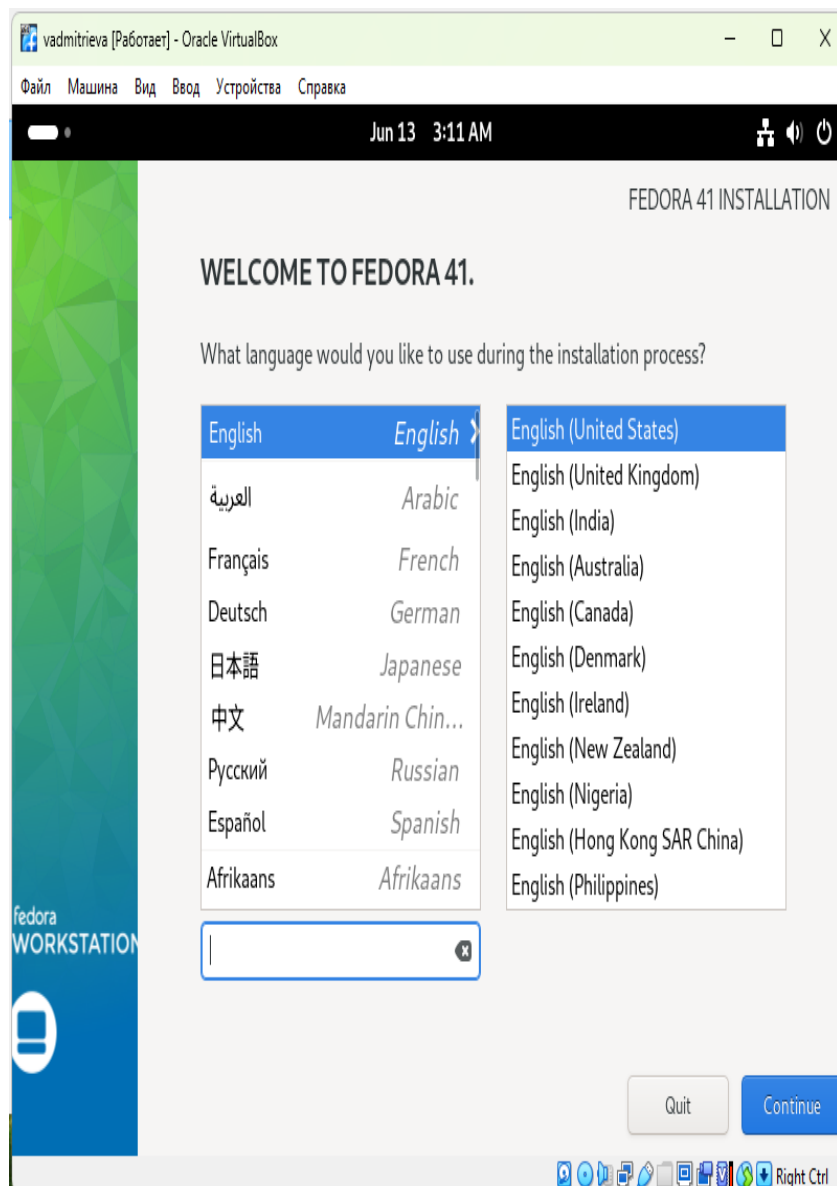 vadmitrieva [Работает] - Oracle VirtualBox
Файл Машина Вид Ввод Устройства Справка
Jun 13 3:11 AM
FEDORA 41 INSTALLATION
WELCOME TO FEDORA 41.
What language would you like to use during the installation process?
English English
العربية Arabic
Français French
Deutsch German
日本語 Japanese
中文 Mandarin Chin...
Русский Russian
Español Spanish
Afrikaans Afrikaans
English (United States)
English (United Kingdom)
English (India)
English (Australia)
English (Canada)
English (Denmark)
English (Ireland)
English (New Zealand)
English (Nigeria)
English (Hong Kong SAR China)
English (Philippines)
fedora
WORKSTATION
Quit Continue
Right Ctrl